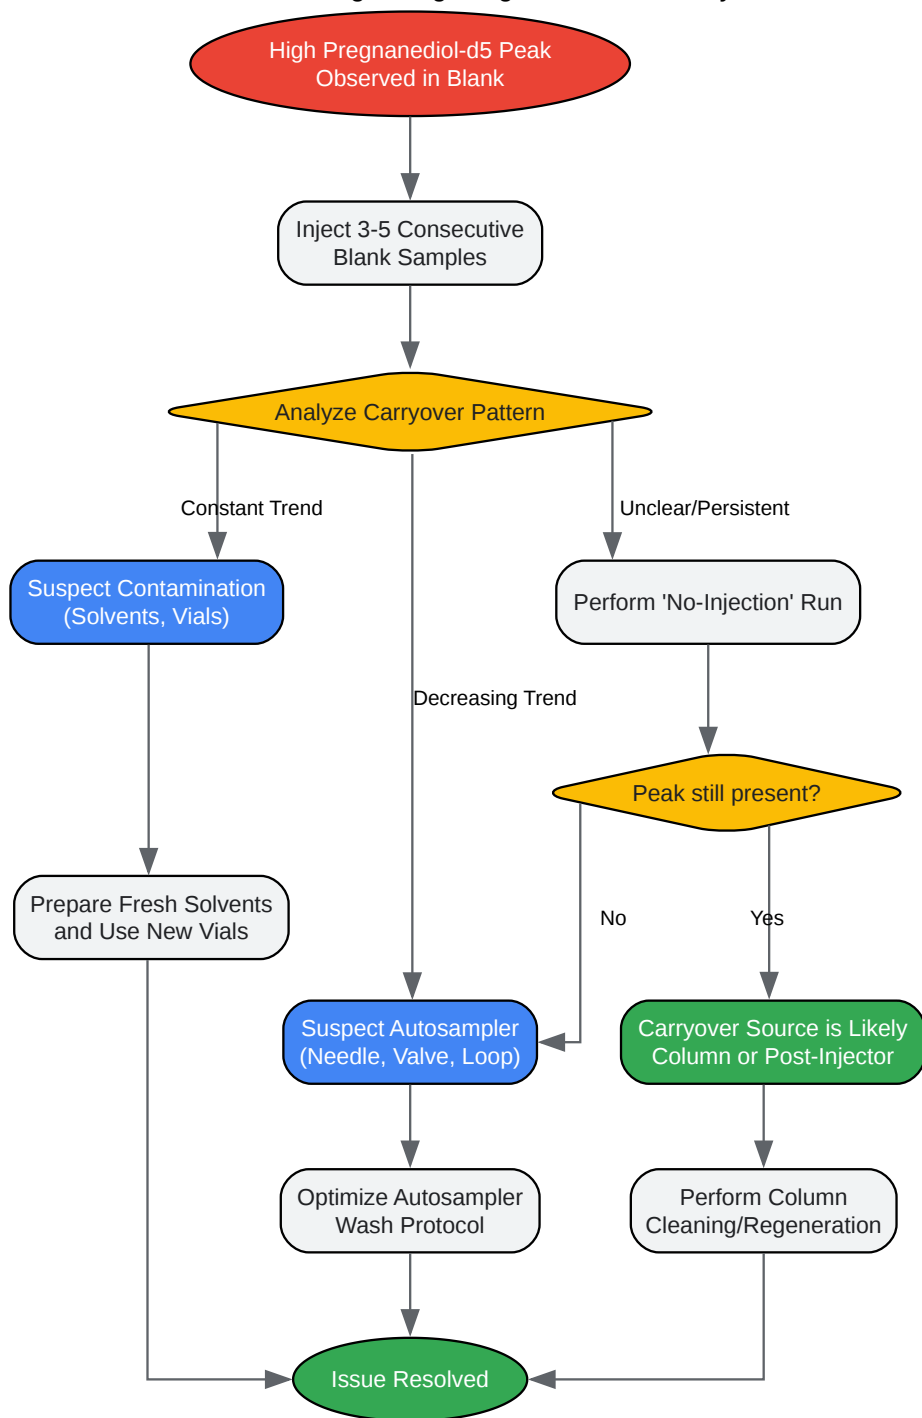 High Pregnanediol-d5 Peak
Observed in Blank
Inject 3-5 Consecutive
Blank Samples
Analyze Carryover Pattern
Constant Trend
Unclear/Persistent
Suspect Contamination
(Solvents, Vials)
Perform 'No-Injection' Run
Decreasing Trend
Peak still present?
Prepare Fresh Solvents
and Use New Vials
No
Yes
Suspect Autosampler
(Needle, Valve, Loop)
Carryover Source is Likely
Column or Post-Injector
Optimize Autosampler
Wash Protocol
Perform Column
Cleaning/Regeneration
Issue Resolved